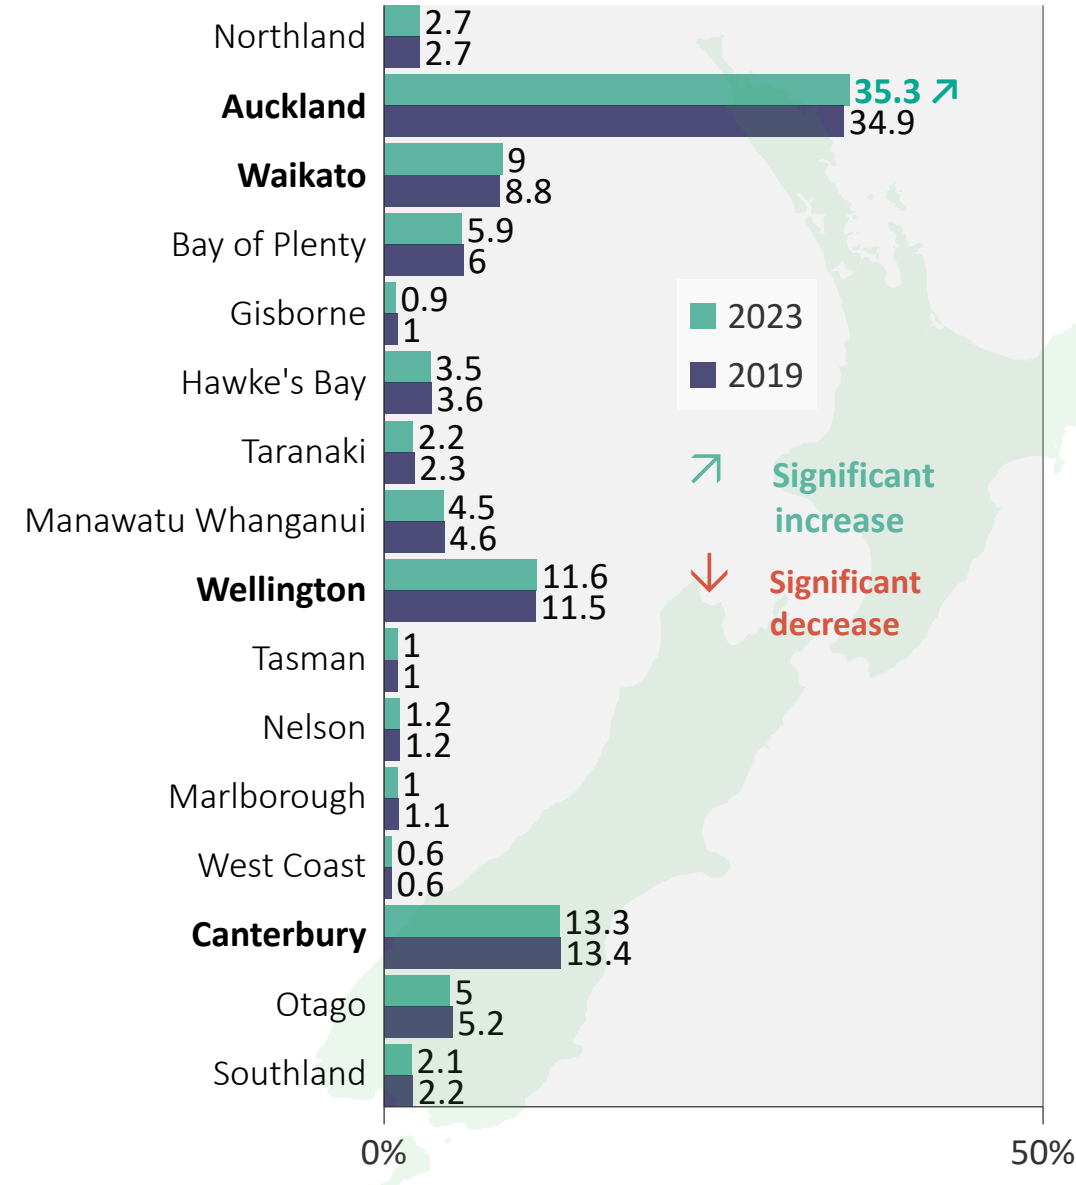 Northland
2.7
2.7
Auckland
35.3
34.9
Waikato
9
8.8
Bay of Plenty
5.9
6
Gisborne
0.9
1
Hawke's Bay
3.5
3.6
Taranaki
2.2
2.3
Manawatu Whanganui
4.5
4.6
Wellington
11.6
11.5
Tasman
1
1
Nelson
1.2
1.2
Marlborough
1
1.1
West Coast
0.6
0.6
Canterbury
13.3
13.4
Otago
5
5.2
Southland
2.1
2.2
0%
50%
2023
2019
Significant
increase
Significant
decrease